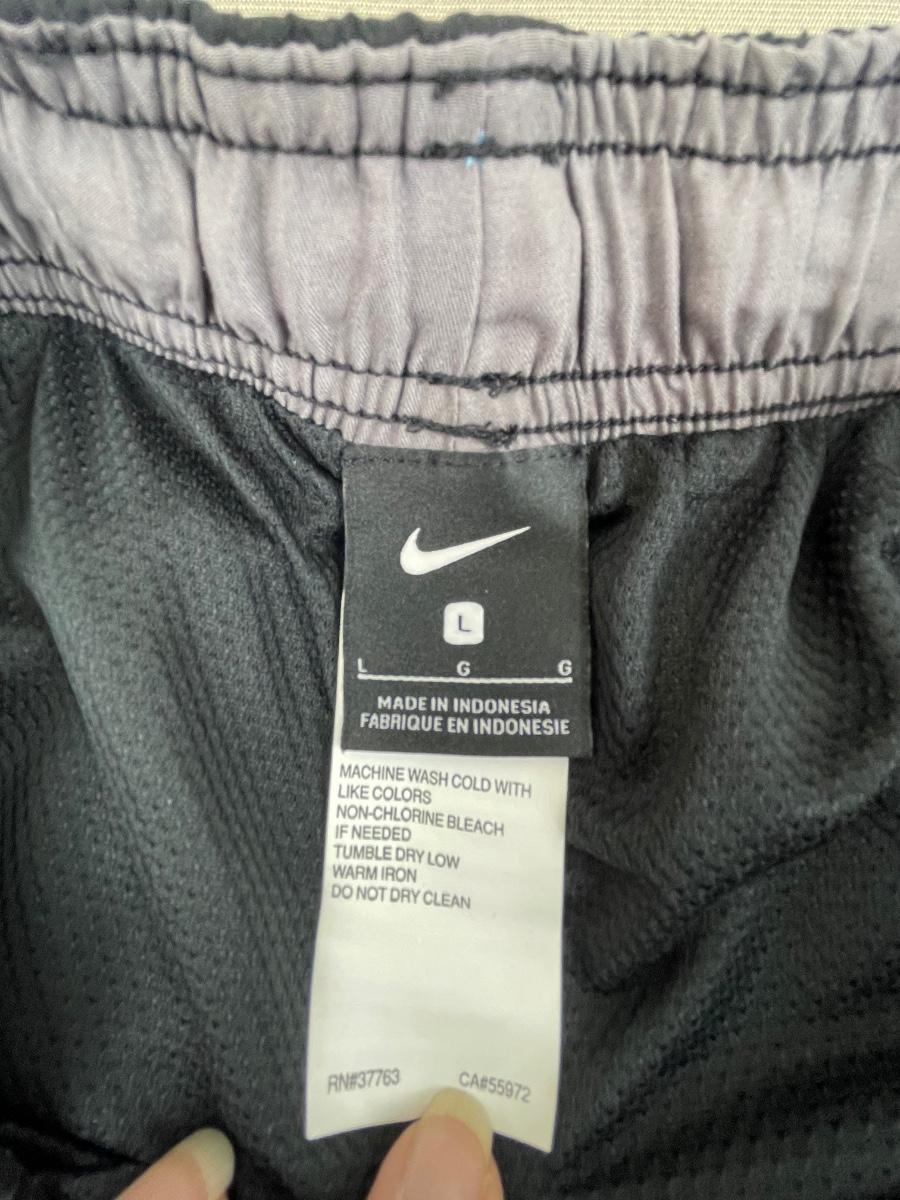 L
L G G
MADE IN INDONESIA
FABRIQUE EN INDONESIE
MACHINE WASH COLD WITH
LIKE COLORS
NON-CHLORINE BLEACH
IF NEEDED
TUMBLE DRY LOW
WARM IRON
DO NOT DRY CLEAN
RN#37763 CA#55972